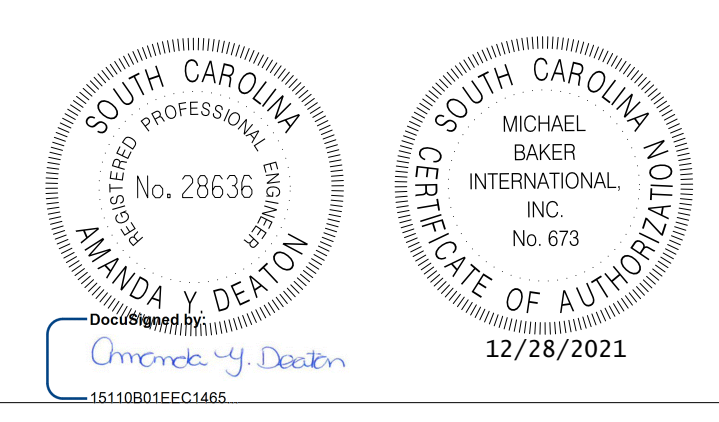 SOUTH CAROLINA
REGISTERED PROFESSIONAL ENGINEER
No. 28636
AMANDA Y. DEATON
DocuSigned by:
Amanda Y. Deaton
15110B01EEC1465...
SOUTH CAROLINA
MICHAEL
BAKER
INTERNATIONAL,
INC.
No. 673
CERTIFICATE OF AUTHORIZATION
12/28/2021